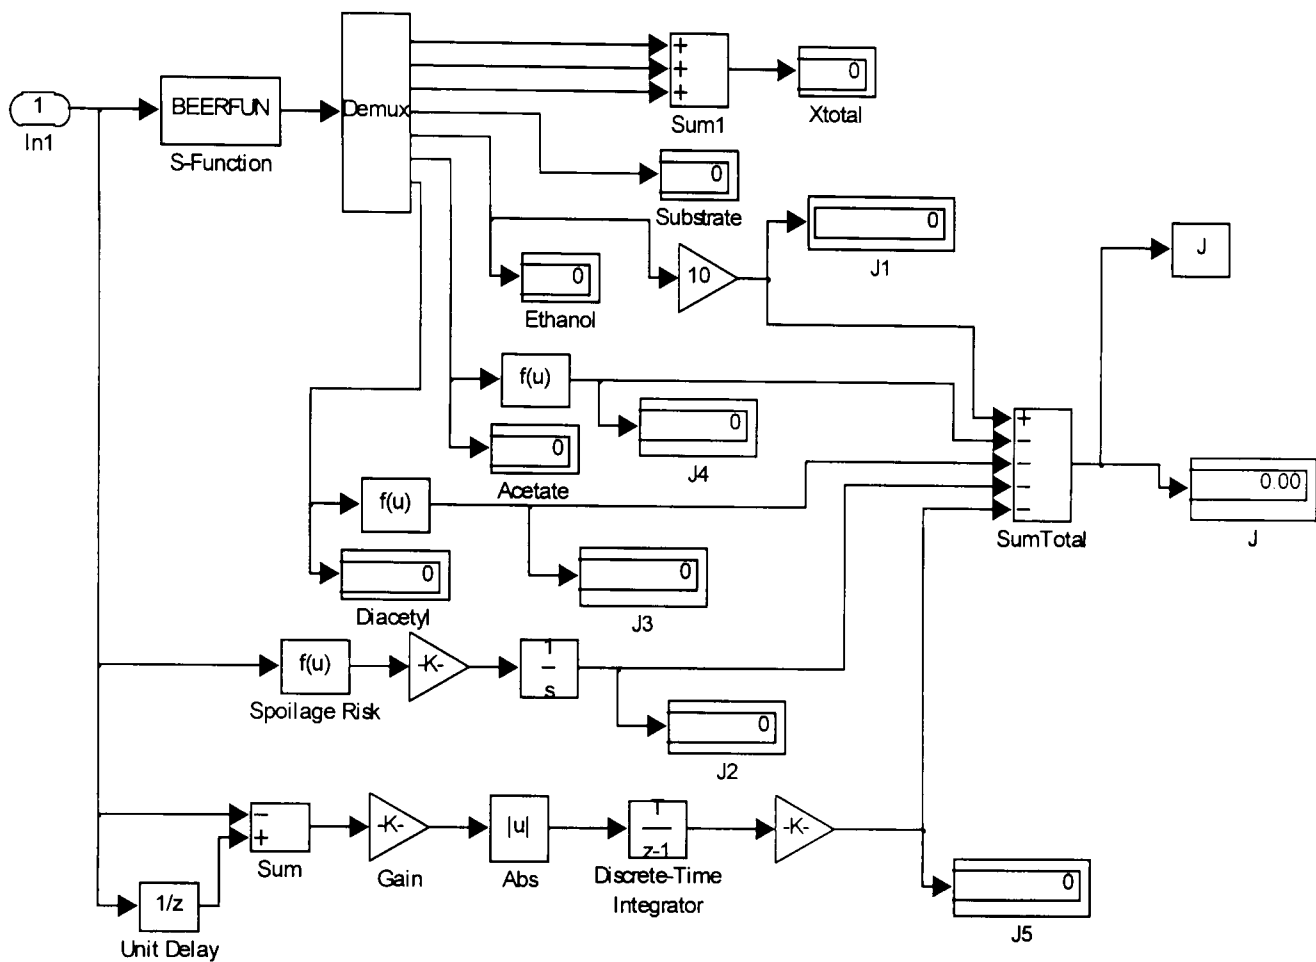 1
In1
BEERFUN
S-Function
Demux
+
+
+
Sum1
0
Xtotal
0
Substrate
0
Ethanol
10
0
J1
J
f(u)
0
J4
0
Acetate
f(u)
0
Diacetyl
0
J3
+
−
−
−
−
SumTotal
0.00
J
f(u)
Spoilage Risk
-K-
1
s
0
J2
−
+
Sum
-K-
Gain
|u|
Abs
1
z-1
Discrete-Time
Integrator
-K-
0
J5
1/z
Unit Delay